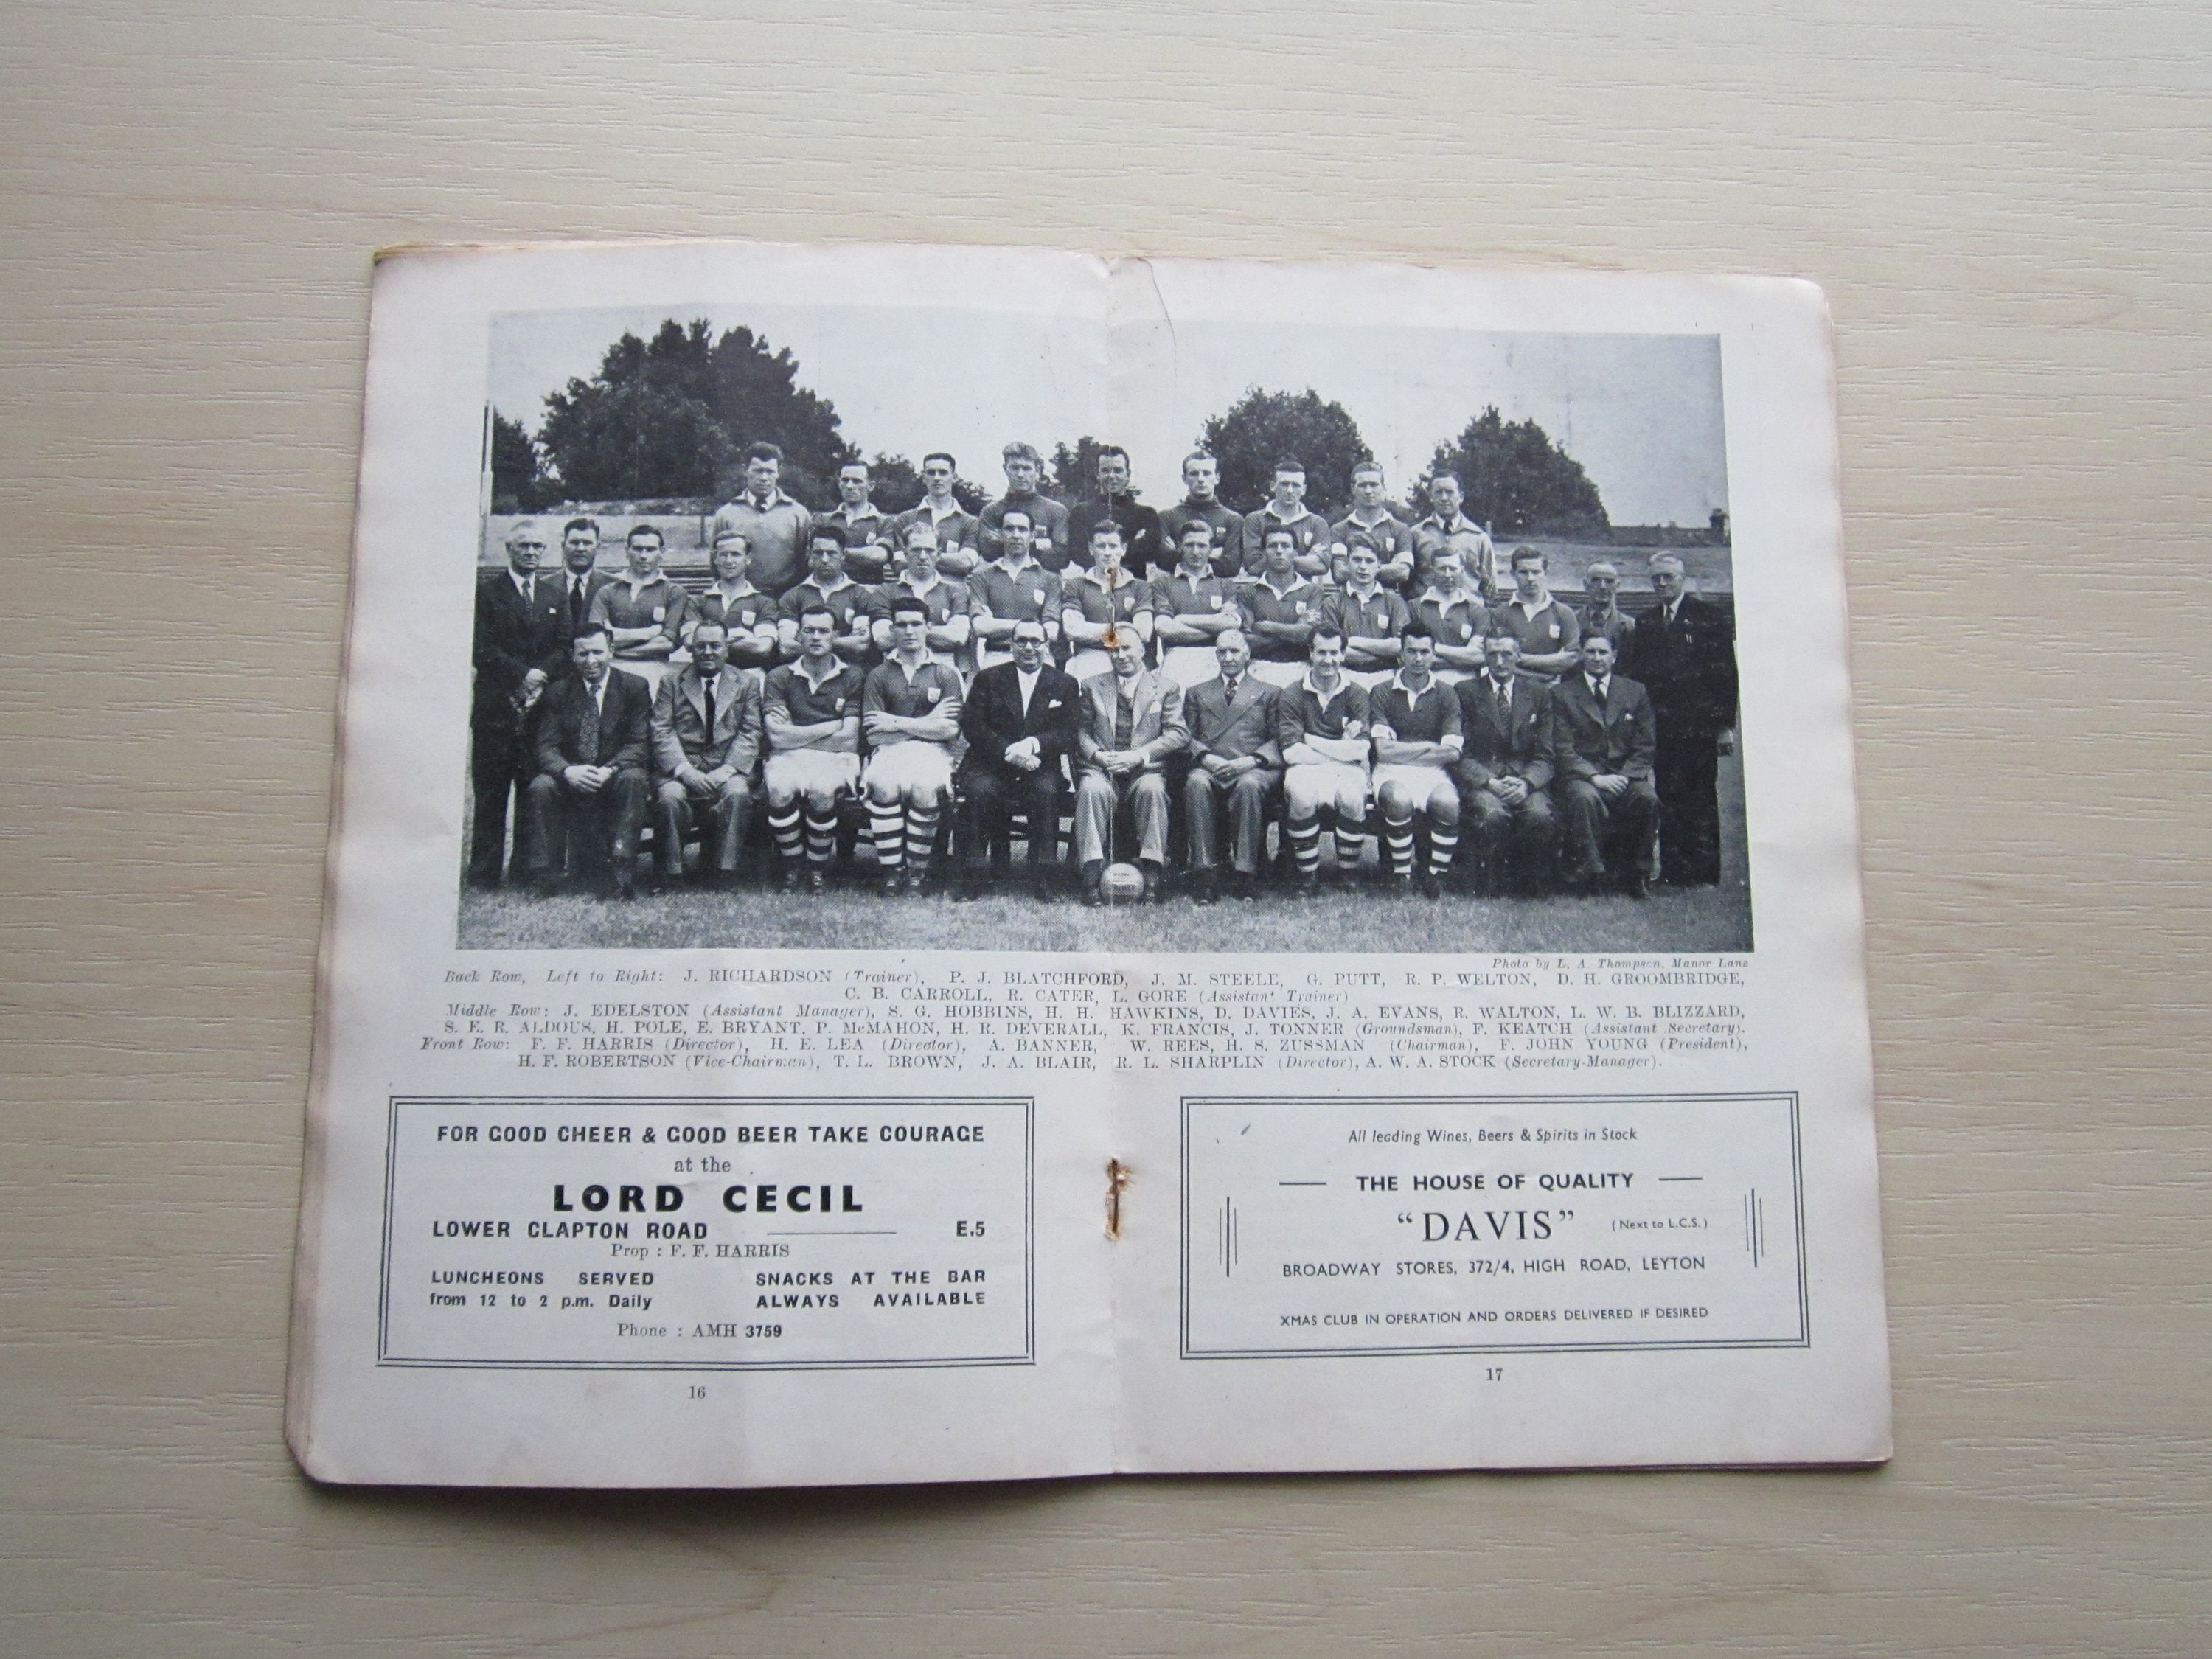 Photo by L. A. Thompson, Manor Lane
Back Row, Left to Right: J. RICHARDSON (Trainer), P. J. BLATCHFORD, J. M. STEELE, G. PUTT, R. P. WELTON, D. H. GROOMBRIDGE,
C. B. CARROLL, R. CATER, L. GORE (Assistant Trainer)
Middle Row: J. EDELSTON (Assistant Manager), S. G. HOBBINS, H. H. HAWKINS, D. DAVIES, J. A. EVANS, R. WALTON, L. W. B. BLIZZARD,
S. E. R. ALDOUS, H. POLE, E. BRYANT, P. McMAHON, H. R. DEVERALL, K. FRANCIS, J. TONNER (Groundsman), F. KEATCH (Assistant Secretary).
Front Row: F. F. HARRIS (Director), H. E. LEA (Director), A. BANNER, W. REES, H. S. ZUSSMAN (Chairman), F. JOHN YOUNG (President),
H. F. ROBERTSON (Vice-Chairman), T. L. BROWN, J. A. BLAIR, R. L. SHARPLIN (Director), A. W. A. STOCK (Secretary-Manager).
FOR GOOD CHEER & GOOD BEER TAKE COURAGE
at the
LORD CECIL
LOWER CLAPTON ROAD E.5
Prop : F. F. HARRIS
LUNCHEONS SERVED SNACKS AT THE BAR
from 12 to 2 p.m. Daily ALWAYS AVAILABLE
Phone : AMH 3759
16
All leading Wines, Beers & Spirits in Stock
THE HOUSE OF QUALITY
“DAVIS” (Next to L.C.S.)
BROADWAY STORES, 372/4, HIGH ROAD, LEYTON
XMAS CLUB IN OPERATION AND ORDERS DELIVERED IF DESIRED
17